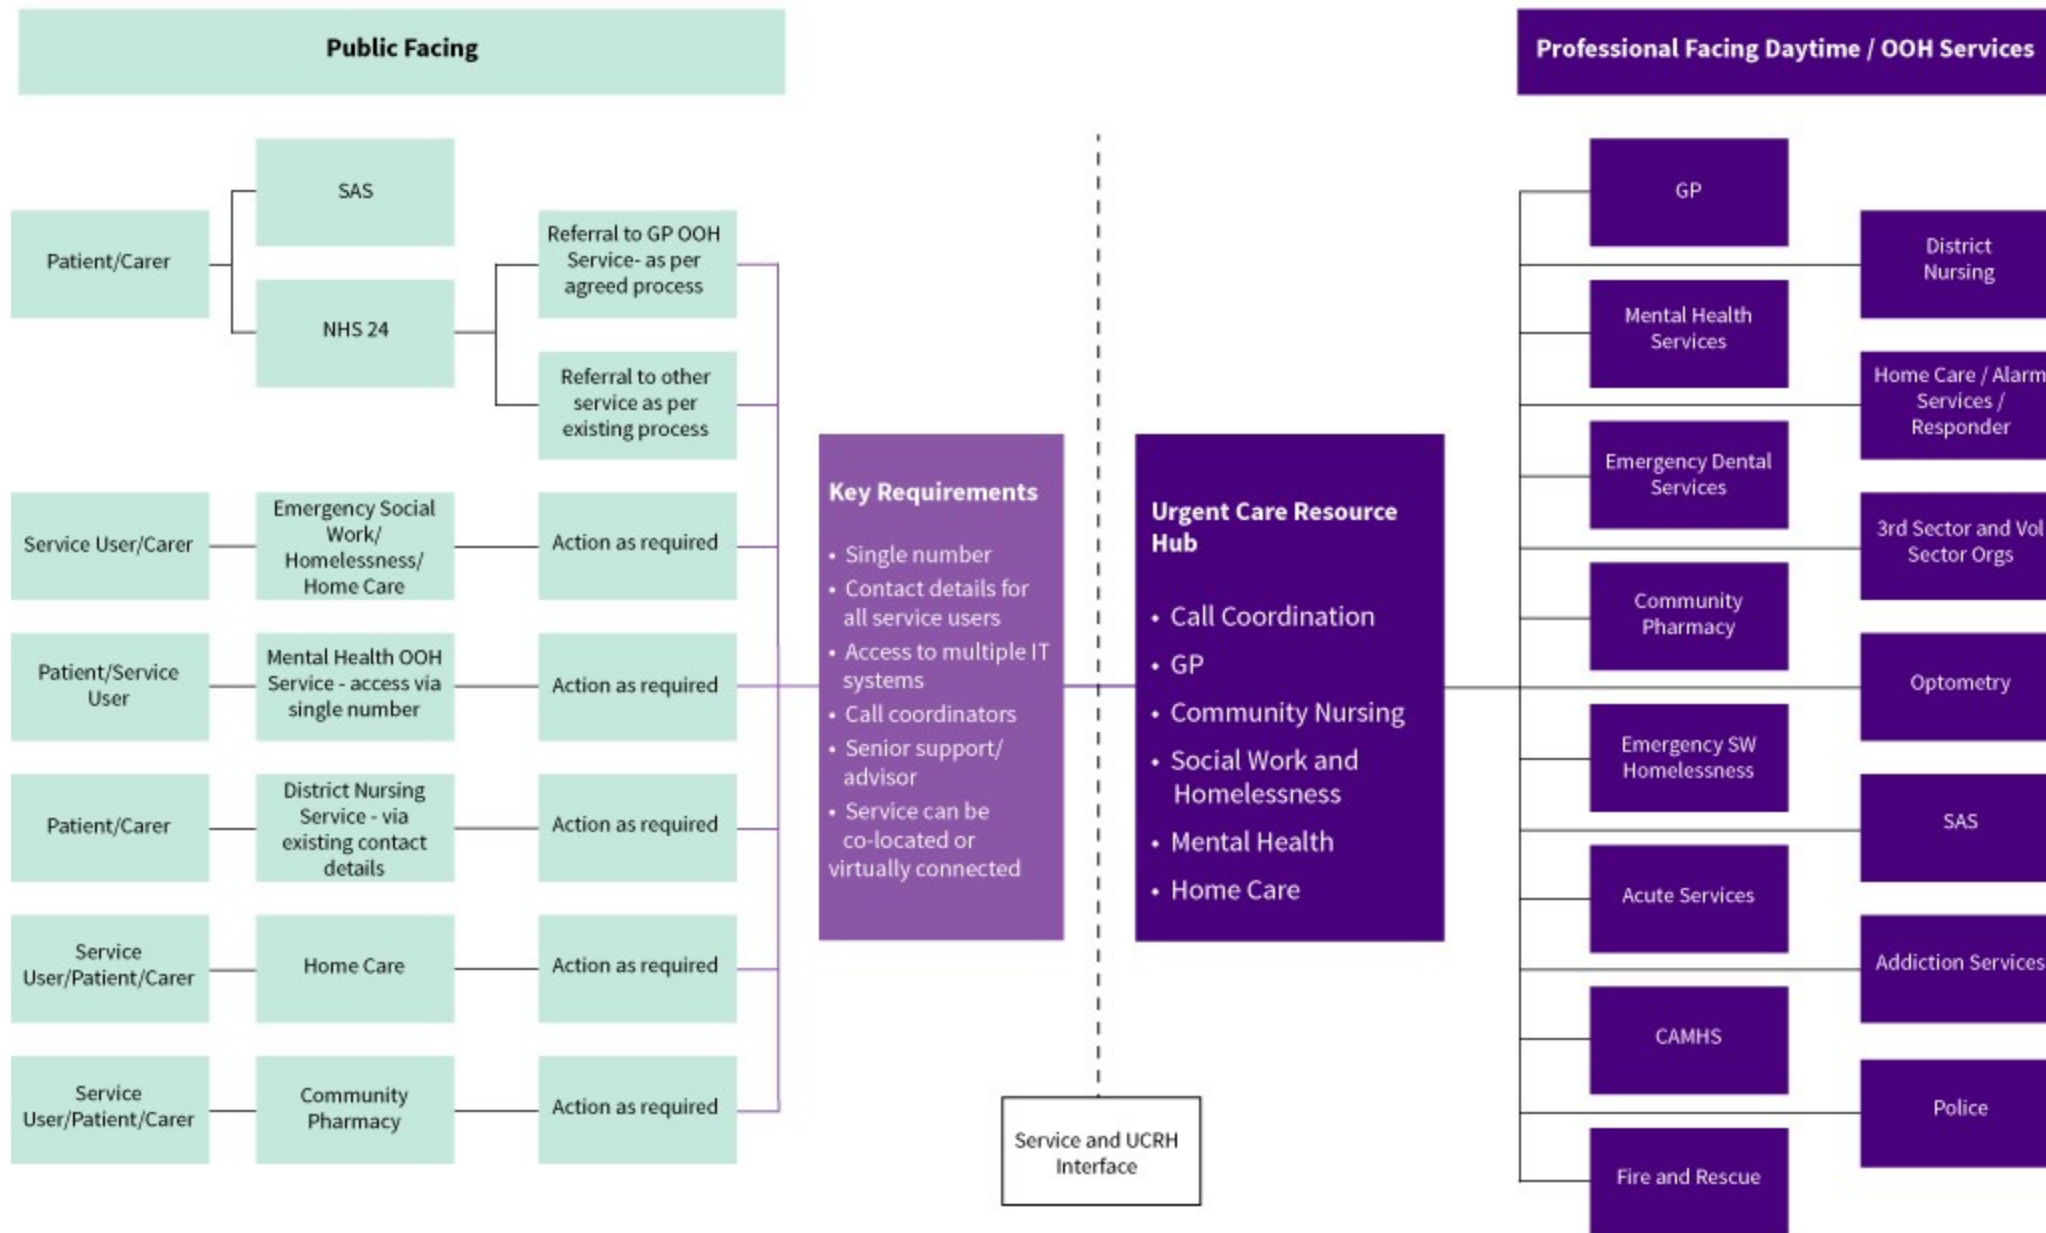 Public Facing
Professional Facing Daytime / OOH Services
Patient/Carer
SAS
NHS 24
Referral to GP OOH
Service- as per
agreed process
Referral to other
service as per
existing process
Service User/Carer
Emergency Social
Work/
Homelessness/
Home Care
Action as required
Patient/Service
User
Mental Health OOH
Service - access via
single number
Action as required
Patient/Carer
District Nursing
Service - via
existing contact
details
Action as required
Service
User/Patient/Carer
Home Care
Action as required
Service
User/Patient/Carer
Community
Pharmacy
Action as required
Key Requirements
• Single number
• Contact details for
all service users
• Access to multiple IT
systems
• Call coordinators
• Senior support/
advisor
• Service can be
co-located or
virtually connected
Service and UCRH
Interface
Urgent Care Resource
Hub
• Call Coordination
• GP
• Community Nursing
• Social Work and
Homelessness
• Mental Health
• Home Care
GP
District
Nursing
Mental Health
Services
Home Care / Alarm
Services /
Responder
Emergency Dental
Services
3rd Sector and Vol
Sector Orgs
Community
Pharmacy
Optometry
Emergency SW
Homelessness
SAS
Acute Services
Addiction Services
CAMHS
Police
Fire and Rescue